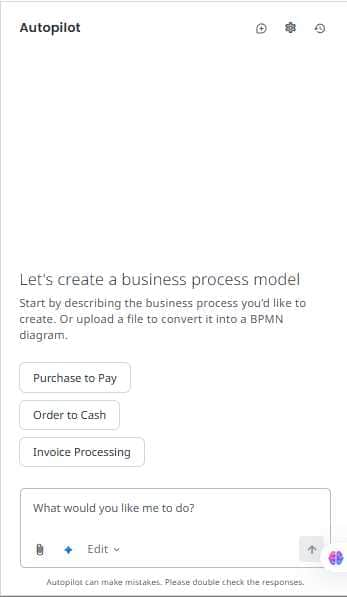 Autopilot
Let's create a business process model
Start by describing the business process you'd like to
create. Or upload a file to convert it into a BPMN
diagram.
Purchase to Pay
Order to Cash
Invoice Processing
What would you like me to do?
Edit
Autopilot can make mistakes. Please double check the responses.